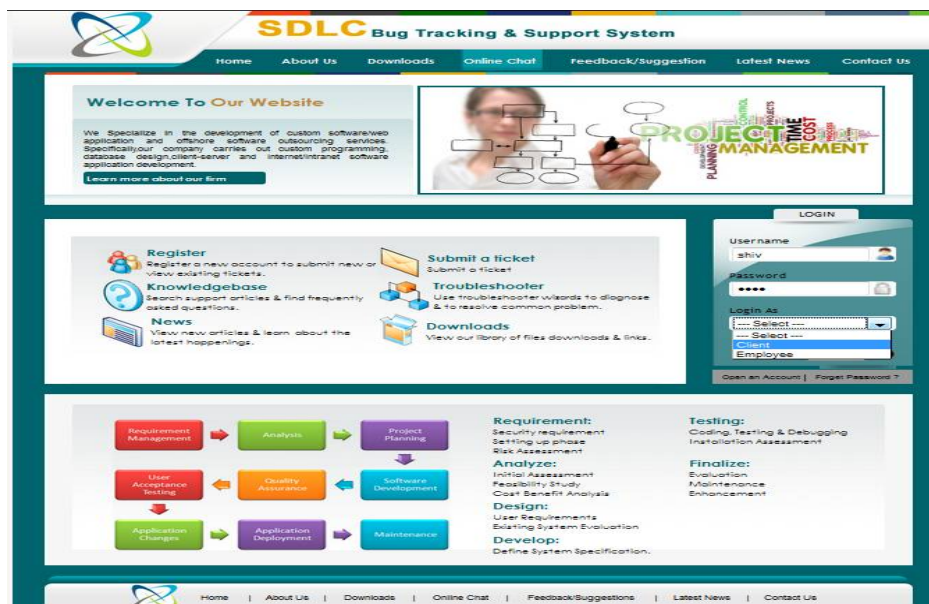 SDLC Bug Tracking & Support System
Home About Us Downloads Online Chat Feedback/Suggestion Latest News Contact Us
Welcome To Our Website
We Specialize in the development of custom software/web
application and offshore software outsourcing services.
Specifically,our company carries out custom programming,
database design,client-server and internet/intranet software
application development.
Learn more about our firm
PROJECT
MANAGEMENT
PLANNING
CONTROL
TIME
COST
LOGIN
Username
shiv
Password
••••
Login As
--- Select ---
--- Select ---
Client
Employee
Open an Account | Forget Password ?
Register
Register a new account to submit new or
view existing tickets.
Knowledgebase
Search support articles & find frequently
asked questions.
News
View new articles & learn about the
latest happenings.
Submit a ticket
Submit a ticket
Troubleshooter
Use troubleshooter wizards to diagnose
& to resolve common problem.
Downloads
View our library of files downloads & links.
Requirement
Management
Analysis
Project
Planning
User
Acceptance
Testing
Quality
Assurance
Software
Development
Application
Changes
Application
Deployment
Maintenance
Requirement:
Security requirement
Setting up phase
Risk Assessment
Analyze:
Initial Assessment
Feasibility Study
Cost Benefit Analysis
Design:
User Requirements
Existing System Evaluation
Develop:
Define System Specification.
Testing:
Coding, Testing & Debugging
Installation Assessment
Finalize:
Evaluation
Maintenance
Enhancement
Home | About Us | Downloads | Online Chat | Feedback/Suggestions | Latest News | Contact Us